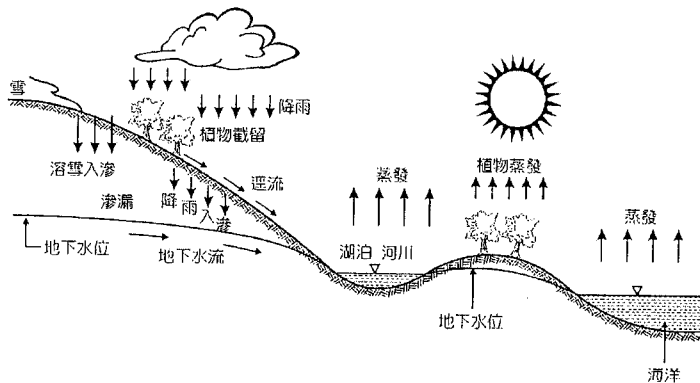 雪
降雨
植物截留
溶雪入滲
逕流
降雨入滲
滲漏
地下水位
地下水流
蒸發
湖泊 河川
植物蒸發
地下水位
蒸發
海洋